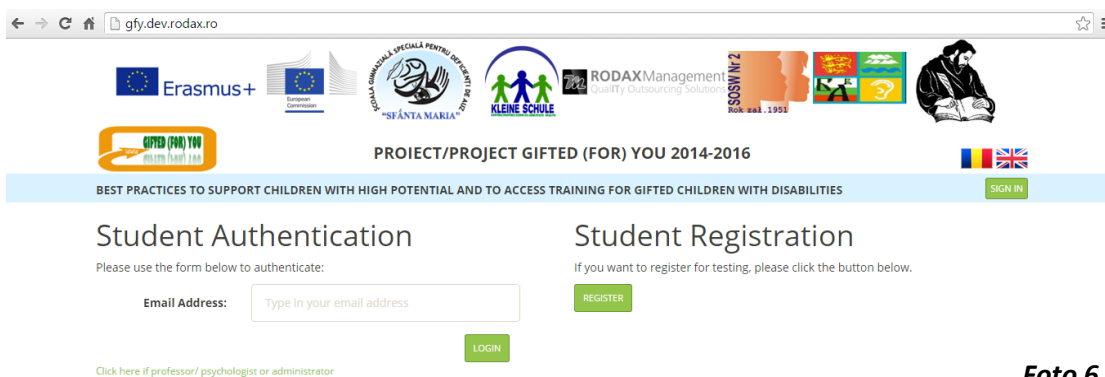 gfy.dev.rodax.ro
Erasmus+
European
Commission
ȘCOALA GIMNAZIALĂ SPECIALĂ PENTRU DEFICIENȚI DE AUZ
"SFÂNTA MARIA"
KLEINE SCHULE
RODAX Management
QualITy Outsourcing Solutions
SOSW Nr 2
Rok zał.1951
GIFTED (FOR) YOU
PROIECT/PROJECT GIFTED (FOR) YOU 2014-2016
BEST PRACTICES TO SUPPORT CHILDREN WITH HIGH POTENTIAL AND TO ACCESS TRAINING FOR GIFTED CHILDREN WITH DISABILITIES
SIGN IN
Student Authentication
Please use the form below to authenticate:
Email Address:
Type in your email address
LOGIN
Click here if professor/ psychologist or administrator
Student Registration
If you want to register for testing, please click the button below.
REGISTER
Foto 6